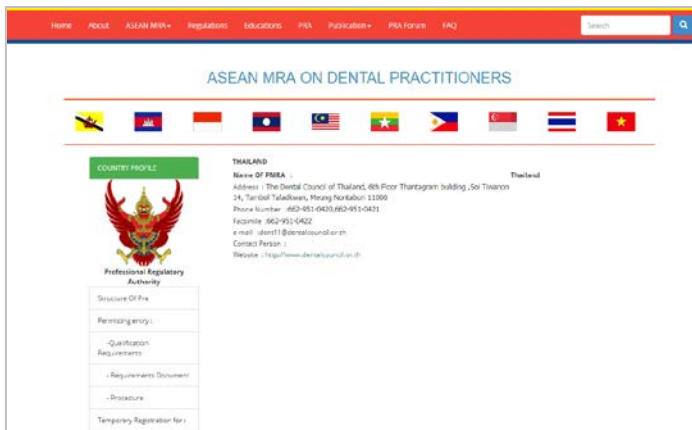 Home About ASEAN MRA Regulations Educations PRA Publication PRA Forum FAQ Search
ASEAN MRA ON DENTAL PRACTITIONERS
COUNTRY PROFILE
Professional Regulatory
Authority
Structure Of Pra
Permitting entry :
-Qualification
Requirements
- Requirements Document
- Procedure
Temporary Registration for :
THAILAND
Name OF PMRA : Thailand
Address : The Dental Council of Thailand, 6th Floor Thantagram building ,Soi Tiwanon
14, Tambol Taladkwan, Meung Nontaburi 11000
Phone Number :662-951-0420,662-951-0421
Facsimile :662-951-0422
e-mail :dent11@dentalcouncil.or.th
Contact Person :
Website : http://www.dentalcouncil.or.th